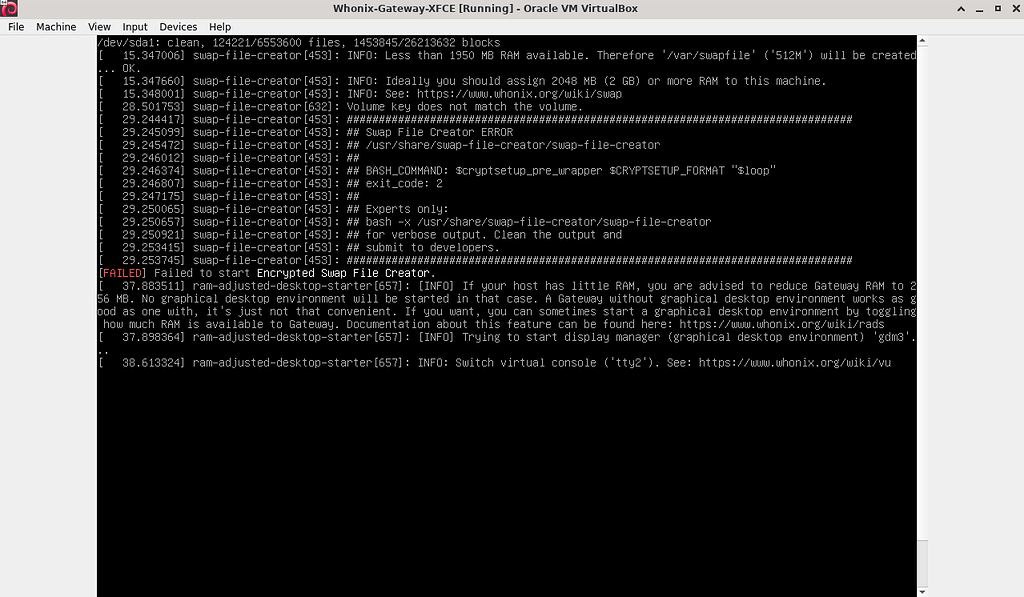 Whonix-Gateway-XFCE [Running] - Oracle VM VirtualBox
File Machine View Input Devices Help
/dev/sda1: clean, 124221/6553600 files, 1453845/26213632 blocks
[   15.347006] swap-file-creator[453]: INFO: Less than 1950 MB RAM available. Therefore '/var/swapfile' ('512M') will be created
... OK.
[   15.347660] swap-file-creator[453]: INFO: Ideally you should assign 2048 MB (2 GB) or more RAM to this machine.
[   15.348001] swap-file-creator[453]: INFO: See: https://www.whonix.org/wiki/swap
[   28.501753] swap-file-creator[632]: Volume key does not match the volume.
[   29.244417] swap-file-creator[453]: ###############################################################################
[   29.245099] swap-file-creator[453]: ## Swap File Creator ERROR
[   29.245472] swap-file-creator[453]: ## /usr/share/swap-file-creator/swap-file-creator
[   29.246012] swap-file-creator[453]: ##
[   29.246374] swap-file-creator[453]: ## BASH_COMMAND: $cryptsetup_pre_wrapper $CRYPTSETUP_FORMAT "$loop"
[   29.246807] swap-file-creator[453]: ## exit_code: 2
[   29.247175] swap-file-creator[453]: ##
[   29.250065] swap-file-creator[453]: ## Experts only:
[   29.250657] swap-file-creator[453]: ## bash -x /usr/share/swap-file-creator/swap-file-creator
[   29.250921] swap-file-creator[453]: ## for verbose output. Clean the output and
[   29.253415] swap-file-creator[453]: ## submit to developers.
[   29.253745] swap-file-creator[453]: ###############################################################################
[FAILED] Failed to start Encrypted Swap File Creator.
[   37.883511] ram-adjusted-desktop-starter[657]: [INFO] If your host has little RAM, you are advised to reduce Gateway RAM to 2
56 MB. No graphical desktop environment will be started in that case. A Gateway without graphical desktop environment works as g
ood as one with, it's just not that convenient. If you want, you can sometimes start a graphical desktop environment by toggling
how much RAM is available to Gateway. Documentation about this feature can be found here: https://www.whonix.org/wiki/rads
[   37.898364] ram-adjusted-desktop-starter[657]: [INFO] Trying to start display manager (graphical desktop environment) 'gdm3'.
..
[   38.613324] ram-adjusted-desktop-starter[657]: INFO: Switch virtual console ('tty2'). See: https://www.whonix.org/wiki/vu